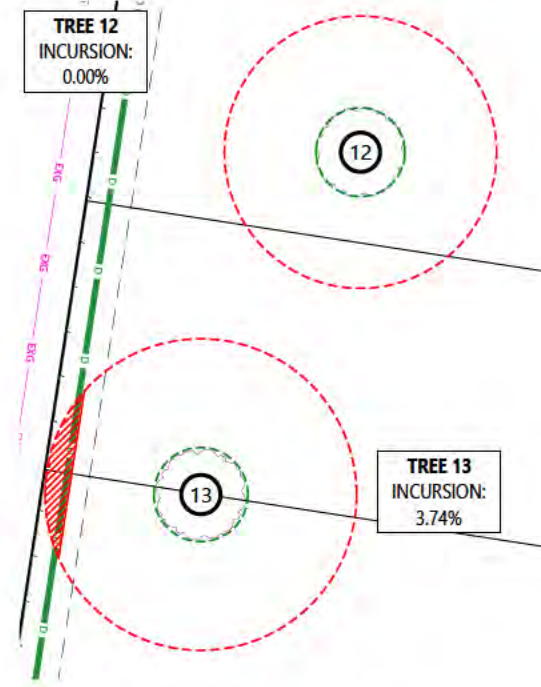 TREE 12
INCURSION:
0.00%
12
EXG
D
D
EXG
D
EXG
D
TREE 13
INCURSION:
3.74%
13
D